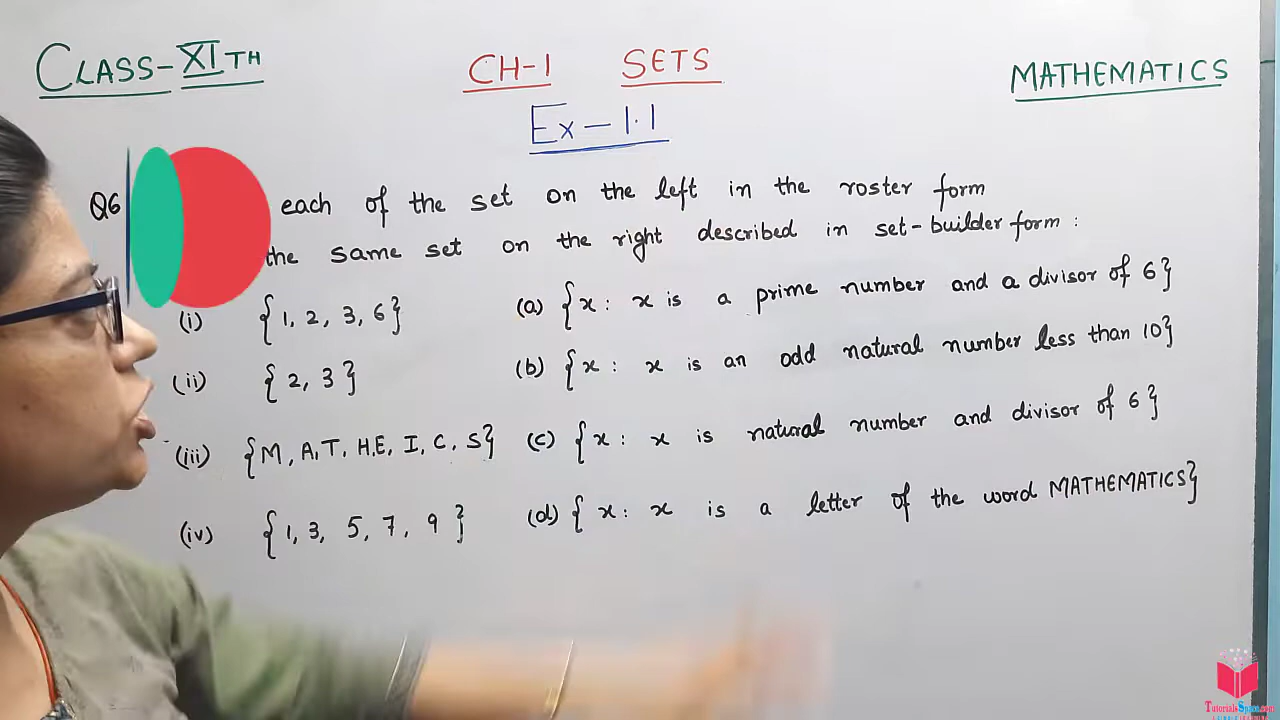 CLASS-XITH CH-1 SETS MATHEMATICS
Ex-1.1
Q6 each of the set on the left in the roster form
the same set on the right described in set-builder form :
(i) {1, 2, 3, 6} (a) {x : x is a prime number and a divisor of 6}
(ii) {2, 3} (b) {x : x is an odd natural number less than 10}
(iii) {M, A, T, H, E, I, C, S} (c) {x : x is natural number and divisor of 6}
(iv) {1, 3, 5, 7, 9} (d) {x : x is a letter of the word MATHEMATICS}